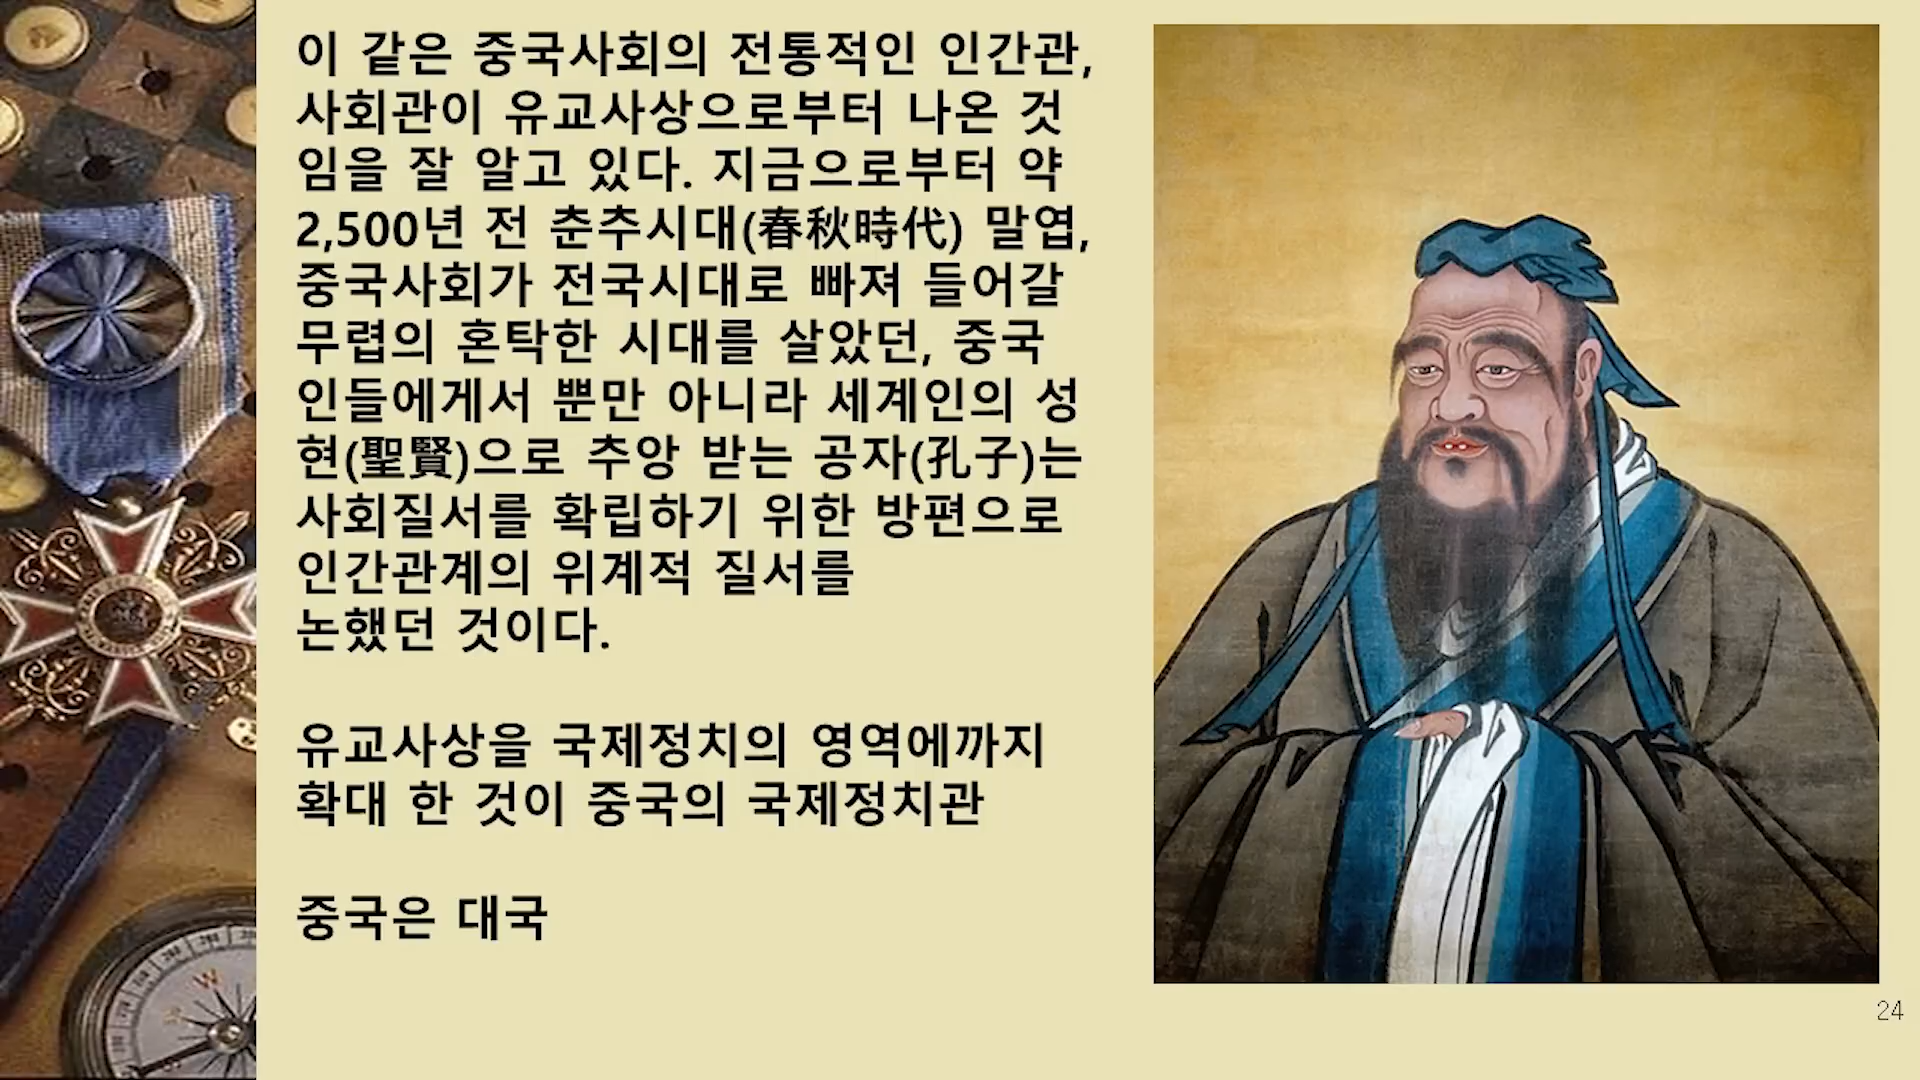 이 같은 중국사회의 전통적인 인간관,
사회관이 유교사상으로부터 나온 것
임을 잘 알고 있다. 지금으로부터 약
2,500년 전 춘추시대(春秋時代) 말엽,
중국사회가 전국시대로 빠져 들어갈
무렵의 혼탁한 시대를 살았던, 중국
인들에게서 뿐만 아니라 세계인의 성
현(聖賢)으로 추앙 받는 공자(孔子)는
사회질서를 확립하기 위한 방편으로
인간관계의 위계적 질서를
논했던 것이다.
유교사상을 국제정치의 영역에까지
확대 한 것이 중국의 국제정치관
중국은 대국
W
24